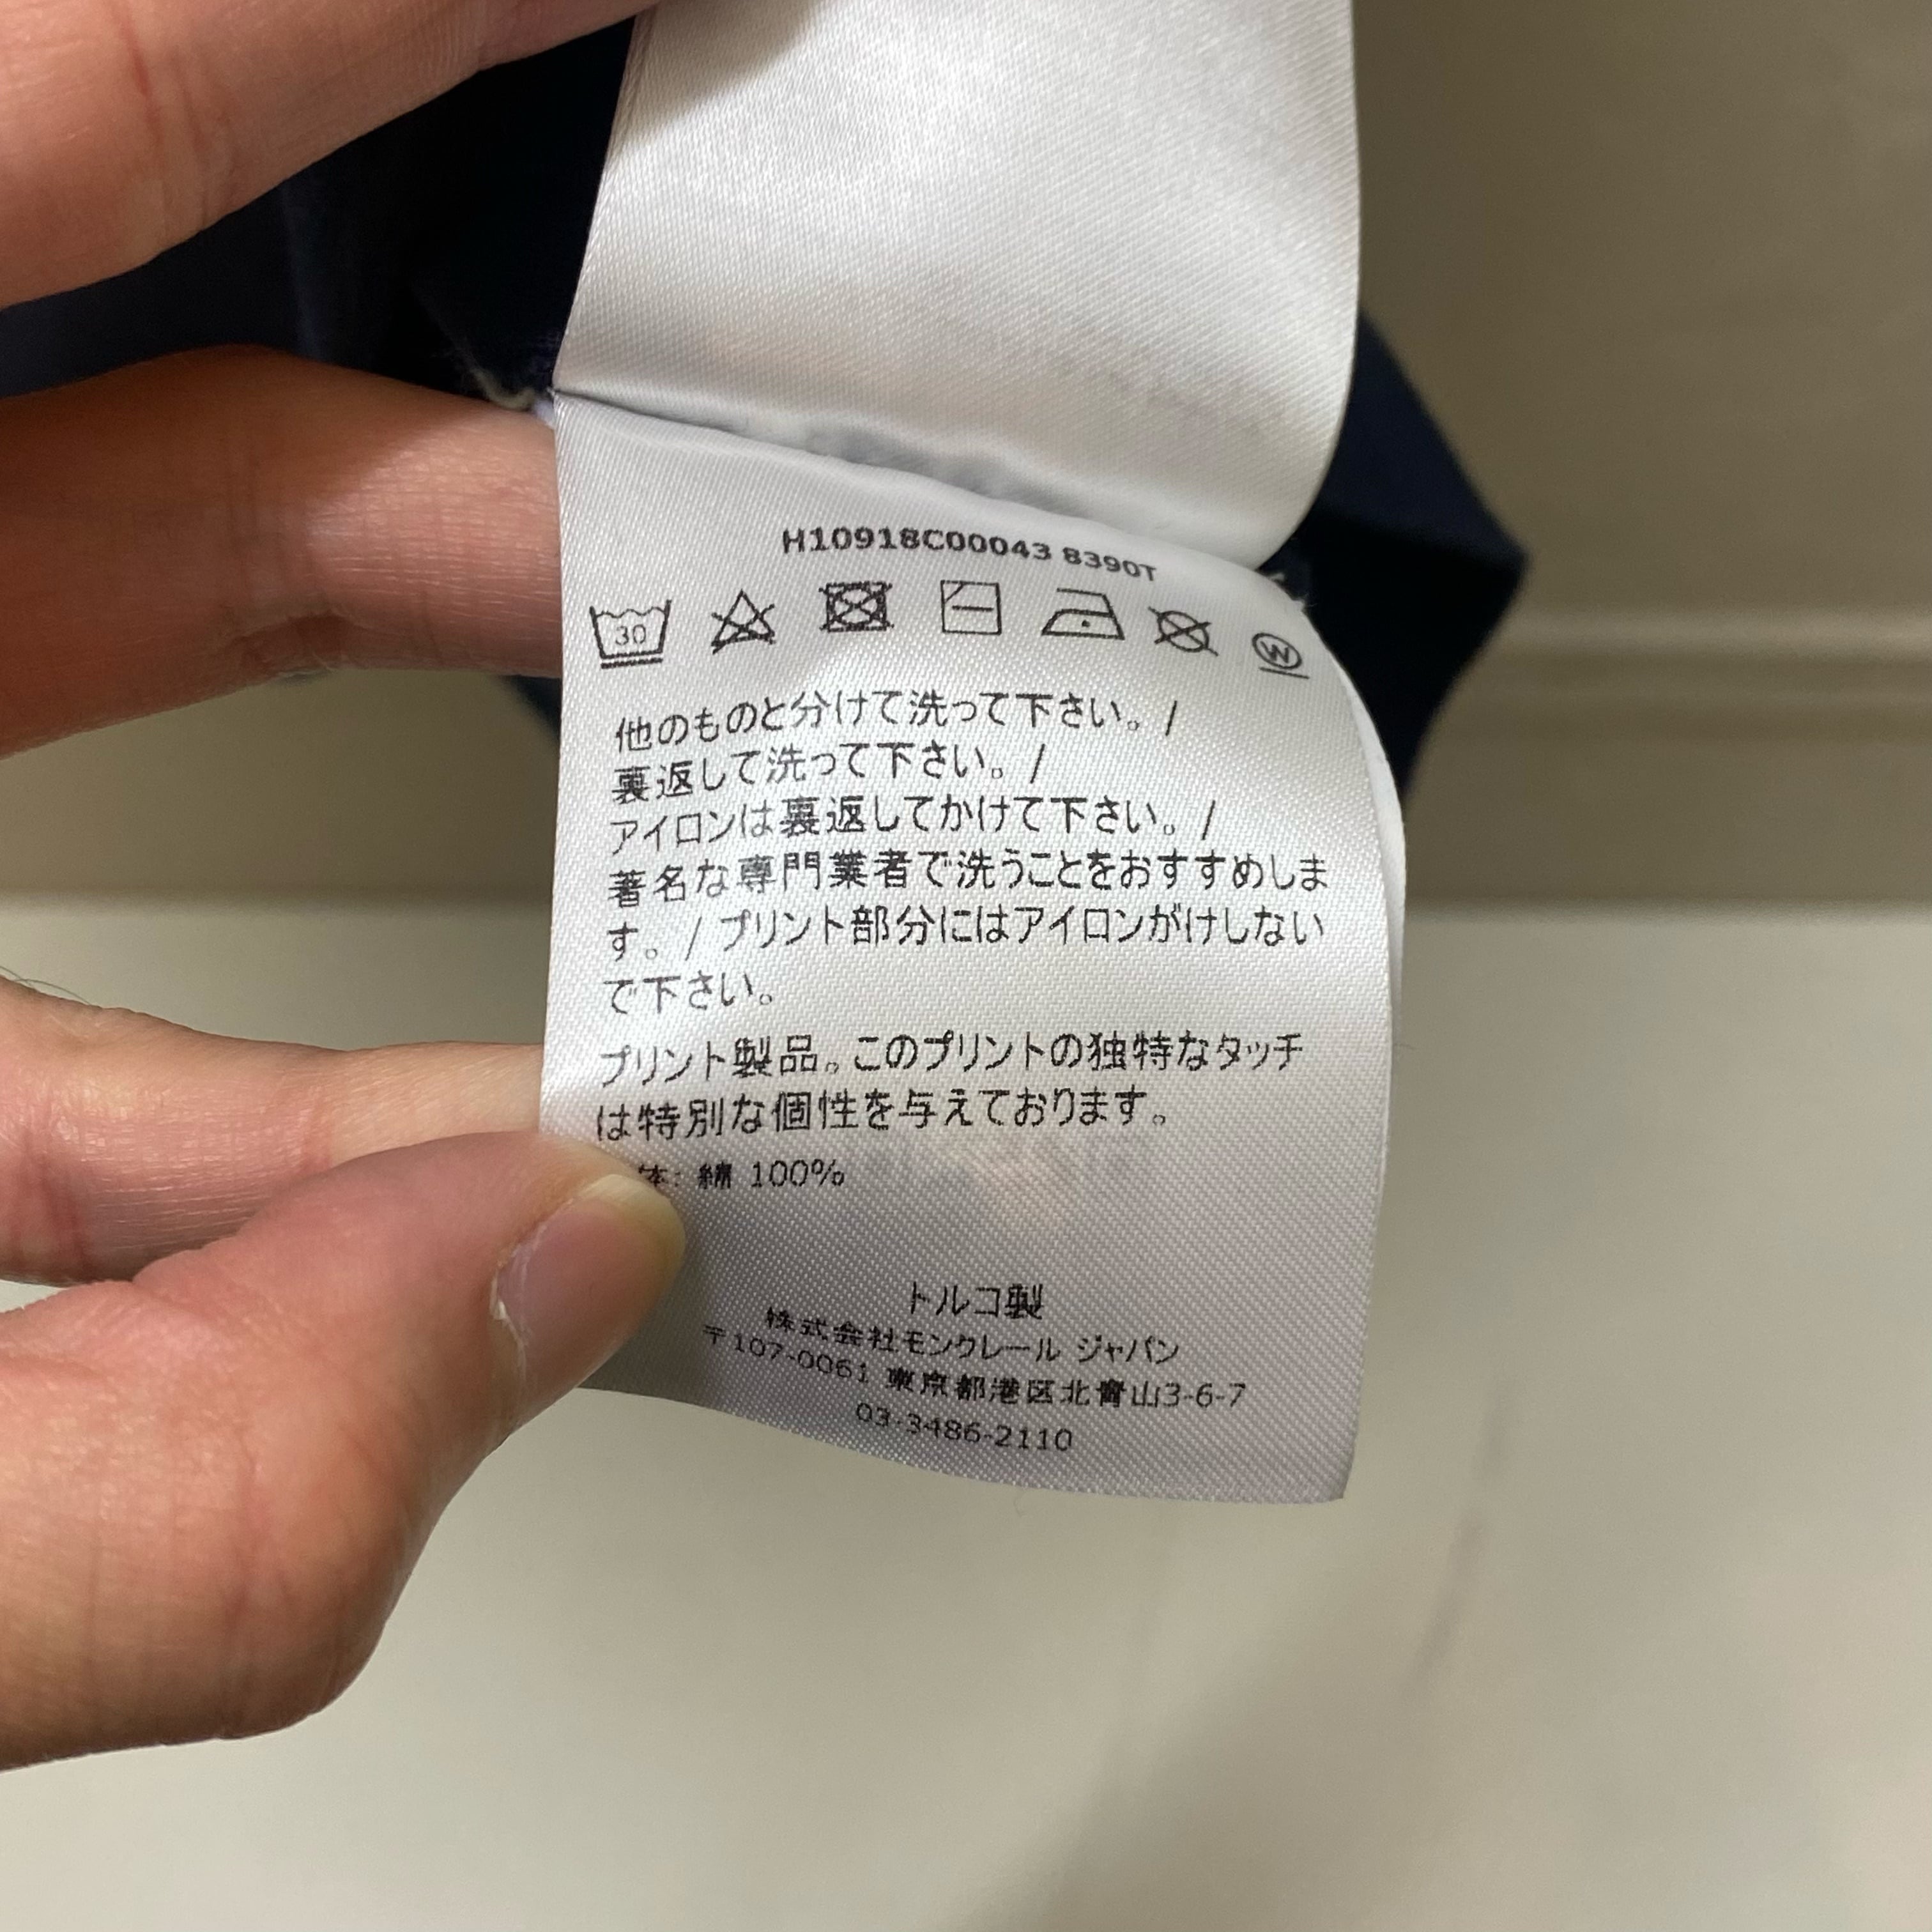 H10918C00043 8390T
30
W
他のものと分けて洗って下さい。/
裏返して洗って下さい。/
アイロンは裏返してかけて下さい。/
著名な専門業者で洗うことをおすすめしま
す。/ プリント部分にはアイロンがけしない
で下さい。
プリント製品。このプリントの独特なタッチ
は特別な個性を与えております。
体: 綿 100%
トルコ製
株式会社モンクレール ジャパン
〒107-0061 東京都港区北青山3-6-7
03-3486-2110